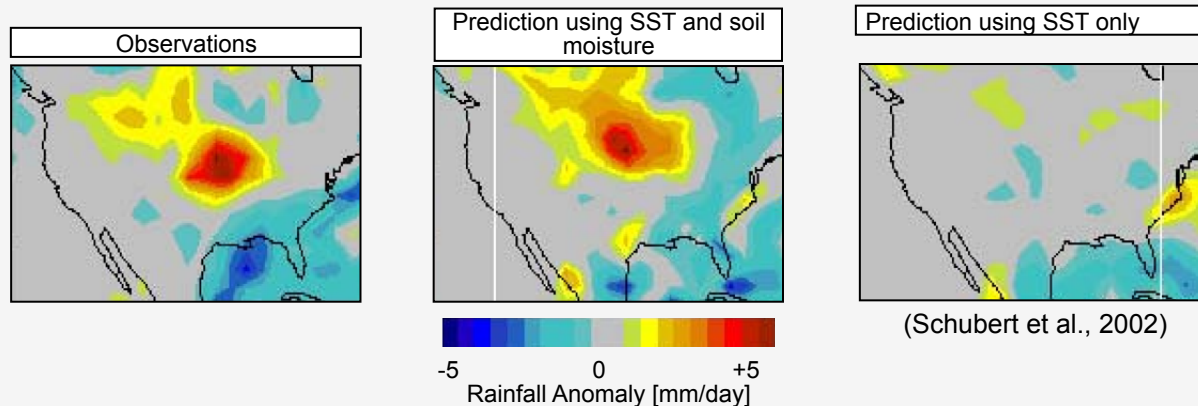 Observations
Prediction using SST and soil
moisture
Prediction using SST only
(Schubert et al., 2002)
-5 0 +5
Rainfall Anomaly [mm/day]